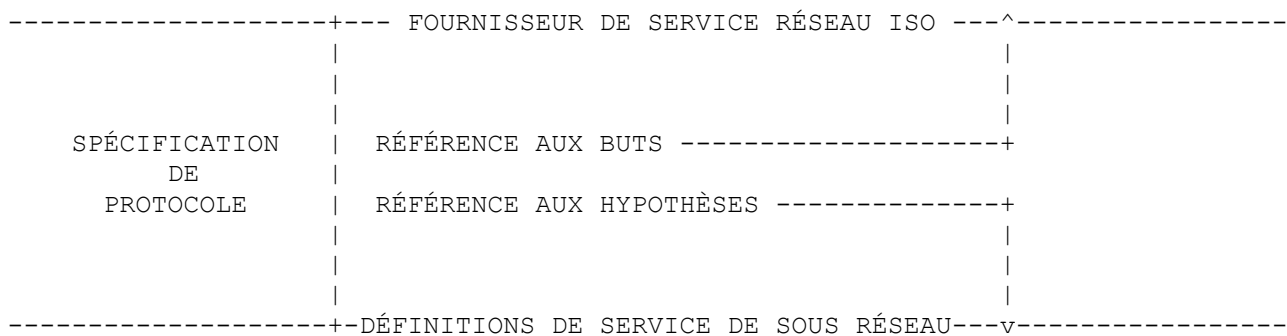 FOURNISSEUR DE SERVICE RÉSEAU ISO
SPÉCIFICATION RÉFÉRENCE AUX BUTS
DE
PROTOCOLE RÉFÉRENCE AUX HYPOTHÈSES
DÉFINITIONS DE SERVICE DE SOUS RÉSEAU